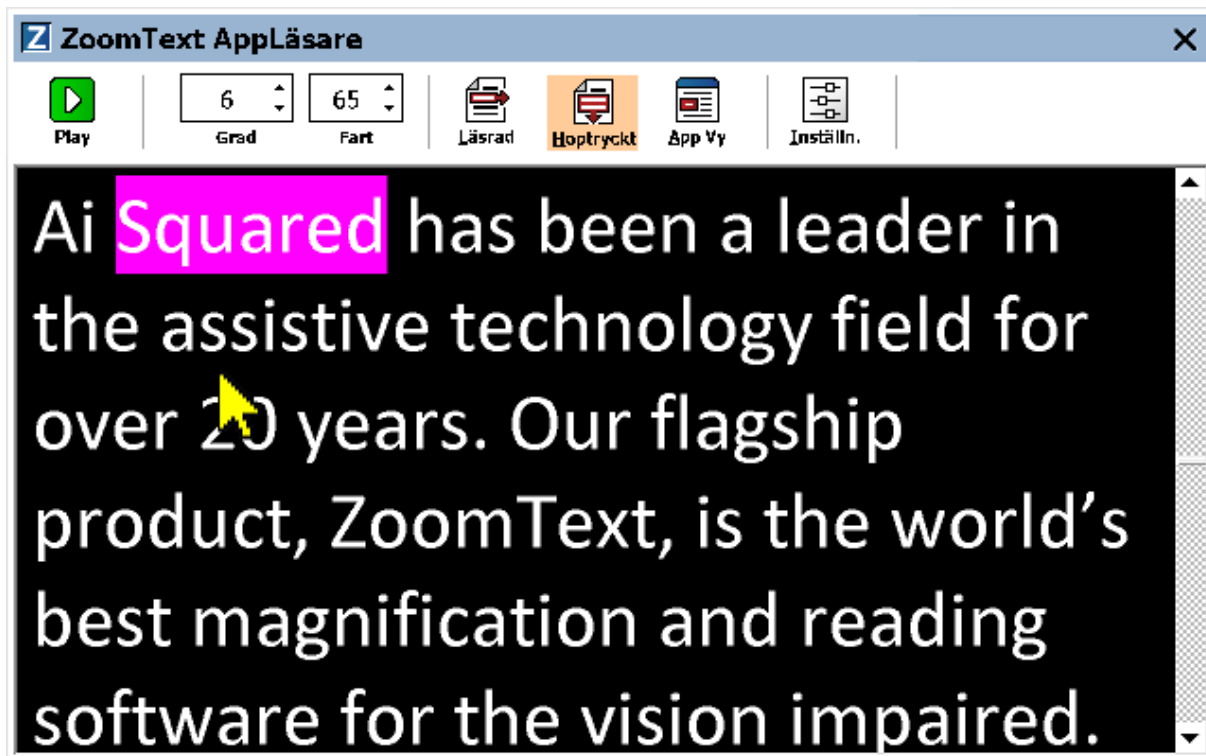 ZoomText AppLäsare
6 65
Play Grad Fart Läsrad Hoptryckt App Vy Inställn.
Ai Squared has been a leader in
the assistive technology field for
over 20 years. Our flagship
product, ZoomText, is the world’s
best magnification and reading
software for the vision impaired.